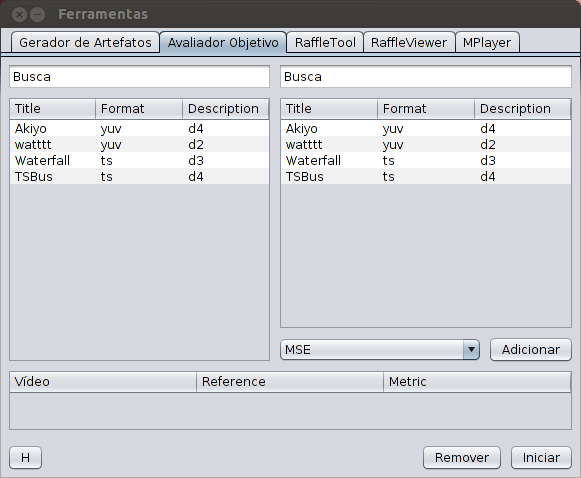 Ferramentas
Gerador de Artefatos Avaliador Objetivo RaffleTool RaffleViewer MPlayer
Busca Busca
Title Format Description Title Format Description
Akiyo yuv d4 Akiyo yuv d4
watttt yuv d2 watttt yuv d2
Waterfall ts d3 Waterfall ts d3
TSBus ts d4 TSBus ts d4
MSE Adicionar
Vídeo Reference Metric
H Remover Iniciar